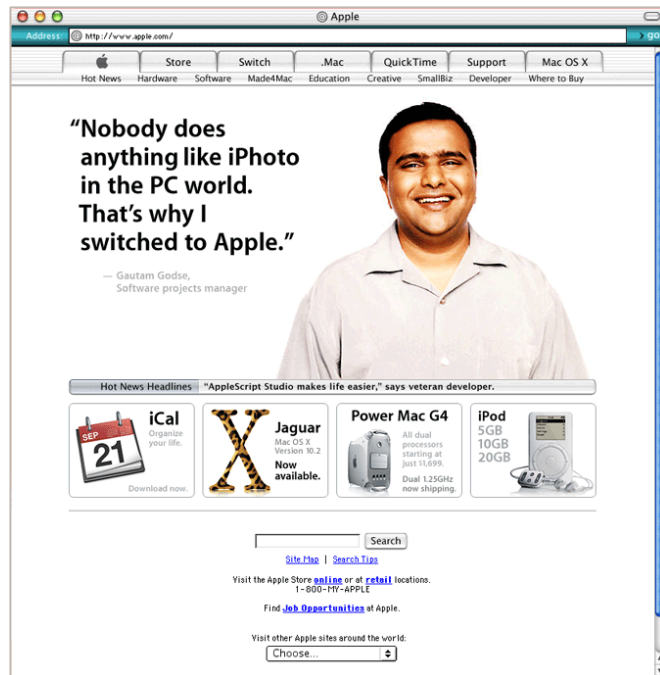 Apple
Address: http://www.apple.com/ go
Store Switch .Mac QuickTime Support Mac OS X
Hot News Hardware Software Made4Mac Education Creative SmallBiz Developer Where to Buy
“Nobody does
anything like iPhoto
in the PC world.
That’s why I
switched to Apple.”
— Gautam Godse,
Software projects manager
Hot News Headlines “AppleScript Studio makes life easier,” says veteran developer.
iCal
Organize
your life.
SEP
21
Download now.
X
Jaguar
Mac OS X
Version 10.2
Now
available.
Power Mac G4
All dual
processors
starting at
just $1,699.
Dual 1.25GHz
now shipping.
iPod
5GB
10GB
20GB
Search
Site Map | Search Tips
Visit the Apple Store online or at retail locations.
1-800-MY-APPLE
Find Job Opportunities at Apple.
Visit other Apple sites around the world:
Choose...